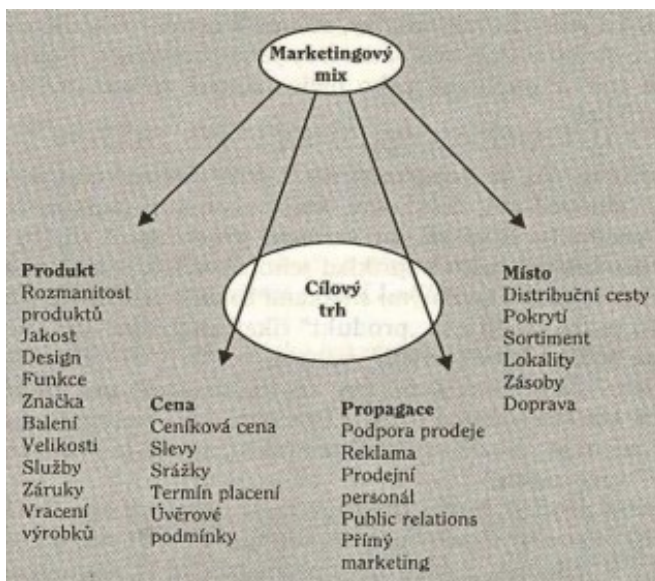 Marketingový
mix
Cílový
trh
Produkt
Rozmanitost
produktů
Jakost
Design
Funkce
Značka
Balení
Velikosti
Služby
Záruky
Vracení
výrobků
Cena
Ceníková cena
Slevy
Srážky
Termín placení
Úvěrové
podmínky
Propagace
Podpora prodeje
Reklama
Prodejní
personál
Public relations
Přímý
marketing
Místo
Distribuční cesty
Pokrytí
Sortiment
Lokality
Zásoby
Doprava